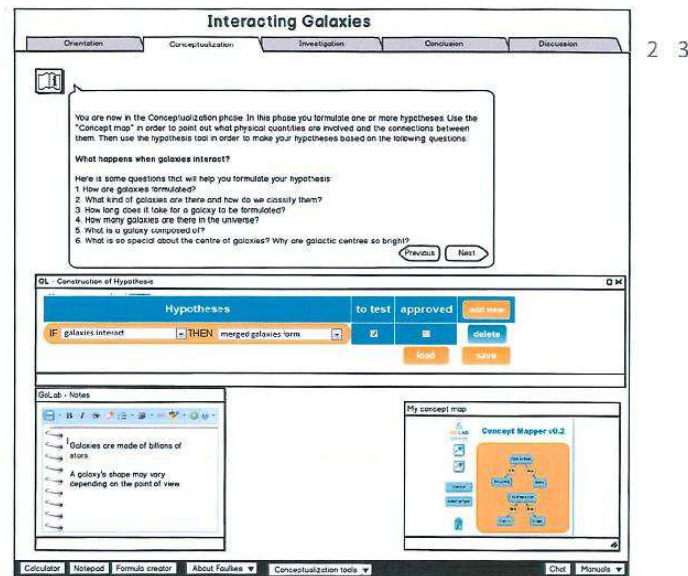 Interacting Galaxies
Orientation Conceptualization Investigation Conclusion Discussion
2 3
You are now in the Conceptualization phase. In this phase you formulate one or more hypotheses. Use the
"Concept map" in order to point out what physical quantities are involved and the connections between
them. Then use the hypothesis tool in order to make your hypotheses based on the following questions.
What happens when galaxies interact?
Here is some questions that will help you formulate your hypothesis
1. How are galaxies formulated?
2. What kind of galaxies are there and how do we classify them?
3. How long does it take for a galaxy to be formulated?
4. How many galaxies are there in the universe?
5. What is a galaxy composed of?
6. What is so special about the centre of galaxies? Why are galactic centres so bright?
Previous Next
GL - Construction of Hypothesis
Hypotheses to test approved add new
IF galaxies interact THEN merged galaxies form delete
load save
GoLab - Notes
B I
Galaxies are made of billions of
stars
A galaxy's shape may vary
depending on the point of view
My concept map
Concept Mapper v0.2
Calculator Notepad Formula creator About Faulkes Conceptualization tools Chat Manuals